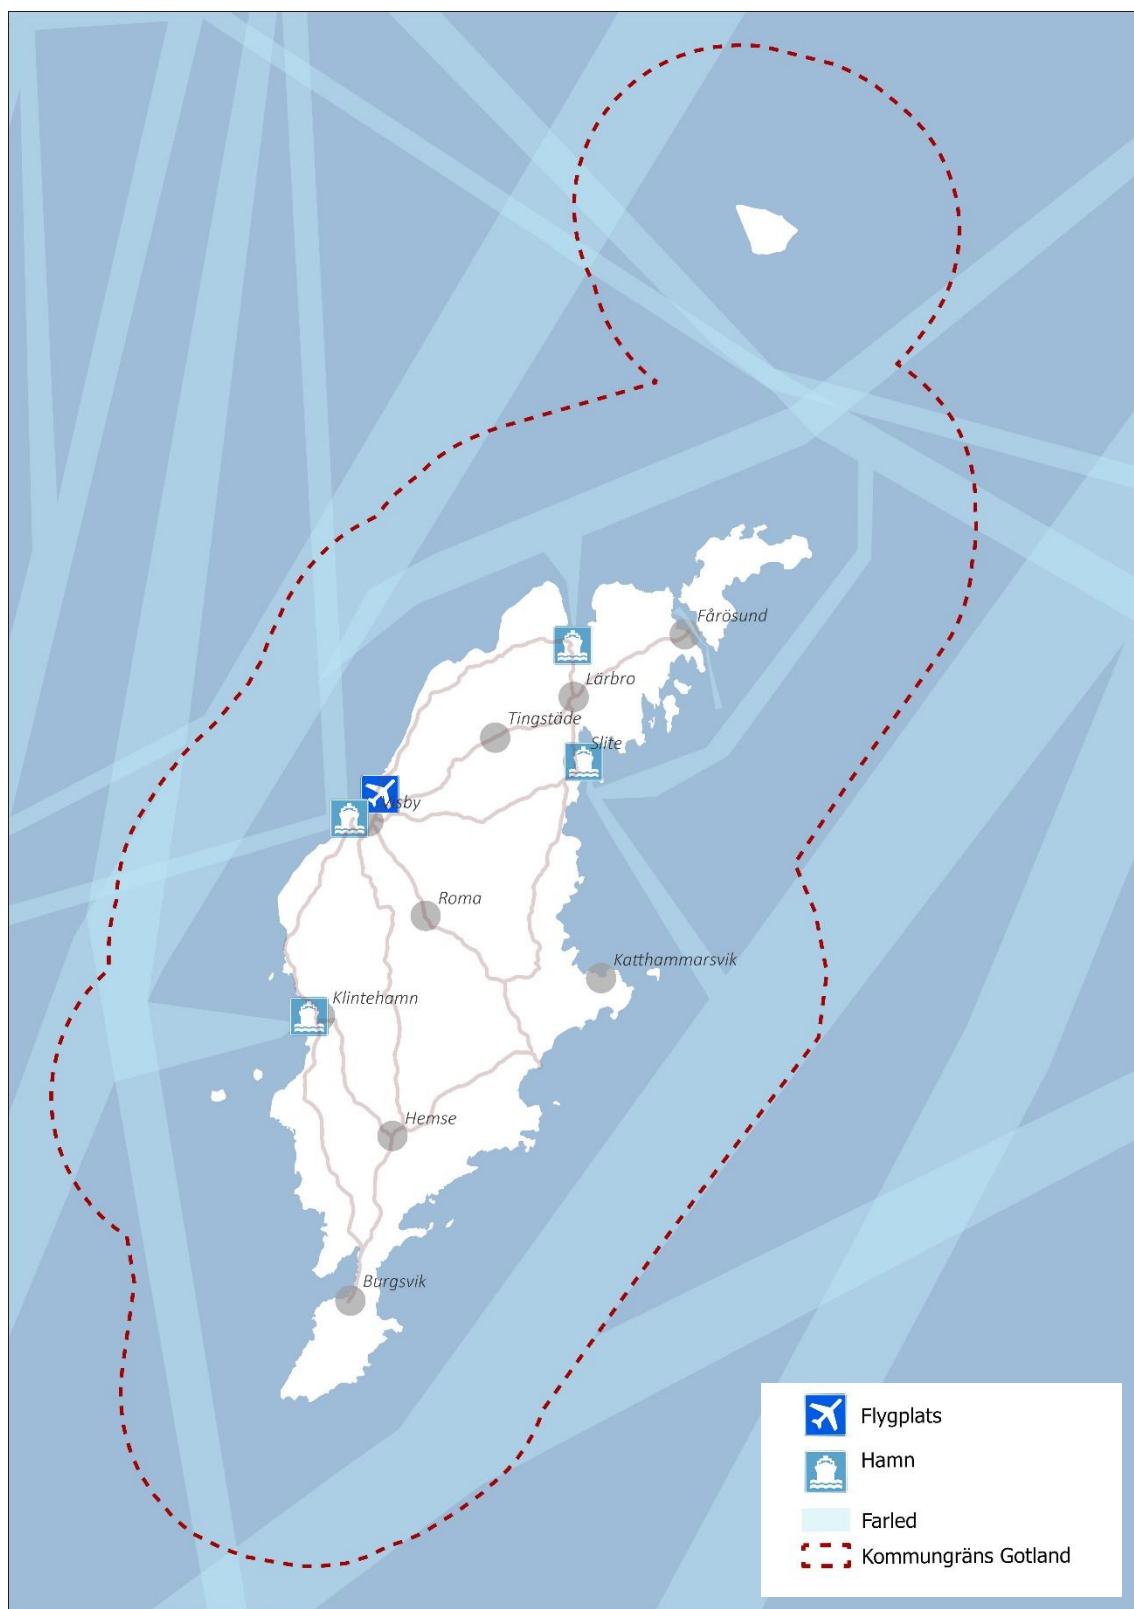 Fårösund
Lärbro
Tingstäde
Slite
Visby
Roma
Katthammarsvik
Klintehamn
Hemse
Burgsvik
Flygplats
Hamn
Farled
Kommungräns Gotland